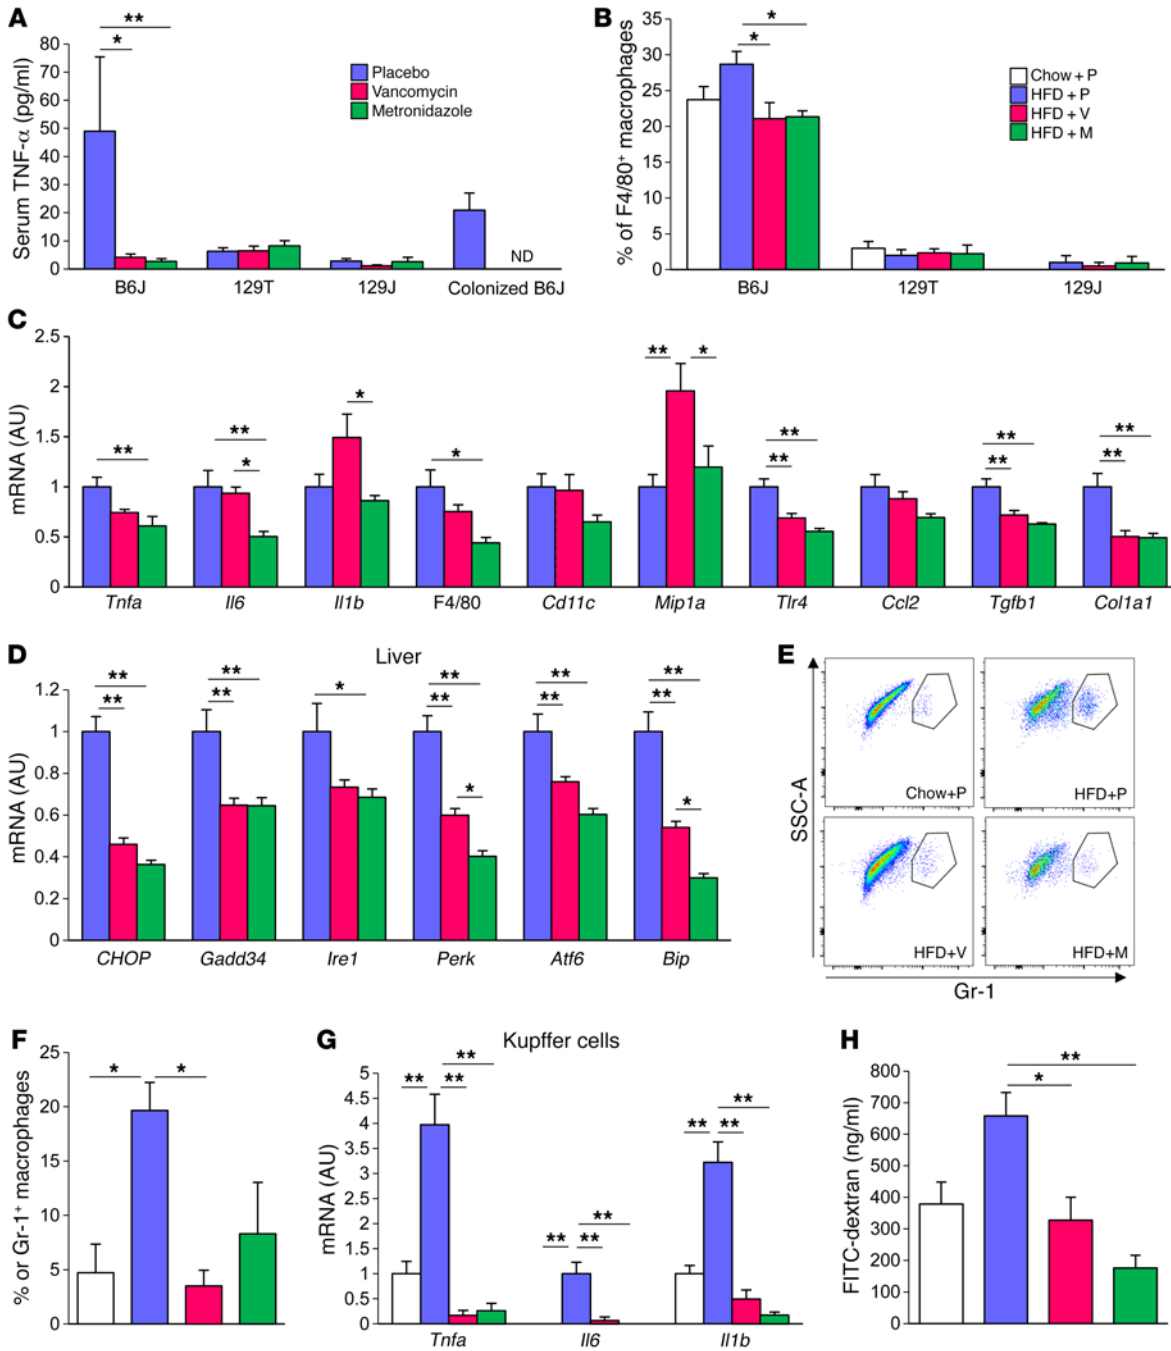 A
** 
*
Serum TNF-α (pg/ml)
80
70
60
50
40
30
20
10
0
Placebo
Vancomycin
Metronidazole
ND
B6J 129T 129J Colonized B6J
B
*
*
% of F4/80+ macrophages
35
30
25
20
15
10
5
0
Chow + P
HFD + P
HFD + V
HFD + M
B6J 129T 129J
C
mRNA (AU)
2.5
2
1.5
1
0.5
0
** ** * * * ** * ** ** ** ** ** **
Tnfa Il6 Il1b F4/80 Cd11c Mip1a Tlr4 Ccl2 Tgfb1 Col1a1
D
Liver
mRNA (AU)
1.2
1
0.8
0.6
0.4
0.2
0
** ** ** ** * ** ** * ** ** ** ** *
CHOP Gadd34 Ire1 Perk Atf6 Bip
E
SSC-A
Chow+P HFD+P
HFD+V HFD+M
Gr-1
F
% or Gr-1+ macrophages
25
20
15
10
5
0
* *
G
Kupffer cells
mRNA (AU)
5
4.5
4
3.5
3
2.5
2
1.5
1
0.5
0
** ** ** ** ** ** ** ** **
Tnfa Il6 Il1b
H
FITC-dextran (ng/ml)
800
700
600
500
400
300
200
100
0
**
*